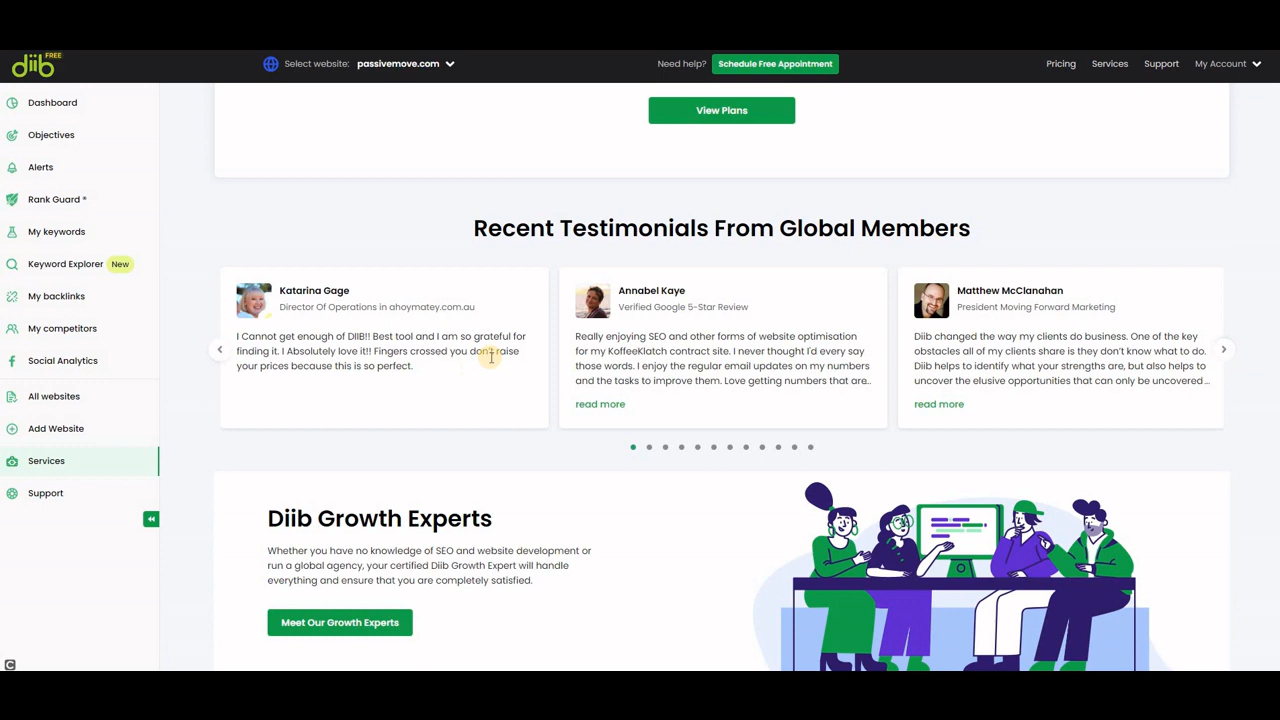 diib FREE
Select website: passivemove.com
Need help? Schedule Free Appointment
Pricing
Services
Support
My Account
Dashboard
Objectives
Alerts
Rank Guard ®
My keywords
Keyword Explorer New
My backlinks
My competitors
Social Analytics
All websites
Add Website
Services
Support
View Plans
Recent Testimonials From Global Members
Katarina Gage
Director Of Operations in ahoymatey.com.au
I Cannot get enough of DIIB!! Best tool and I am so grateful for
finding it. I Absolutely love it!! Fingers crossed you don't raise
your prices because this is so perfect.
Annabel Kaye
Verified Google 5-Star Review
Really enjoying SEO and other forms of website optimisation
for my KoffeeKlatch contract site. I never thought I'd every say
those words. I enjoy the regular email updates on my numbers
and the tasks to improve them. Love getting numbers that are...
read more
Matthew McClanahan
President Moving Forward Marketing
Diib changed the way my clients do business. One of the key
obstacles all of my clients share is they don't know what to do.
Diib helps to identify what your strengths are, but also helps to
uncover the elusive opportunities that can only be uncovered...
read more
Diib Growth Experts
Whether you have no knowledge of SEO and website development or
run a global agency, your certified Diib Growth Expert will handle
everything and ensure that you are completely satisfied.
Meet Our Growth Experts